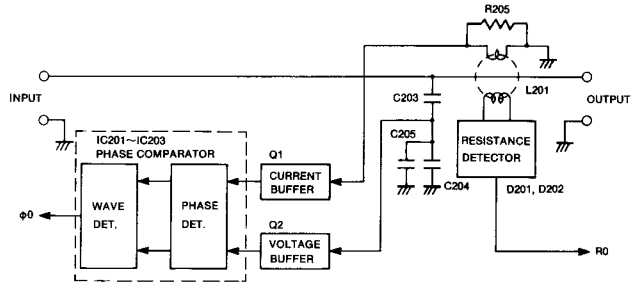 R205
L201
INPUT
C203
OUTPUT
IC201~IC203
PHASE COMPARATOR
Q1
C205
C204
RESISTANCE
DETECTOR
D201, D202
WAVE
DET.
PHASE
DET.
CURRENT
BUFFER
Q2
VOLTAGE
BUFFER
φ0
R0